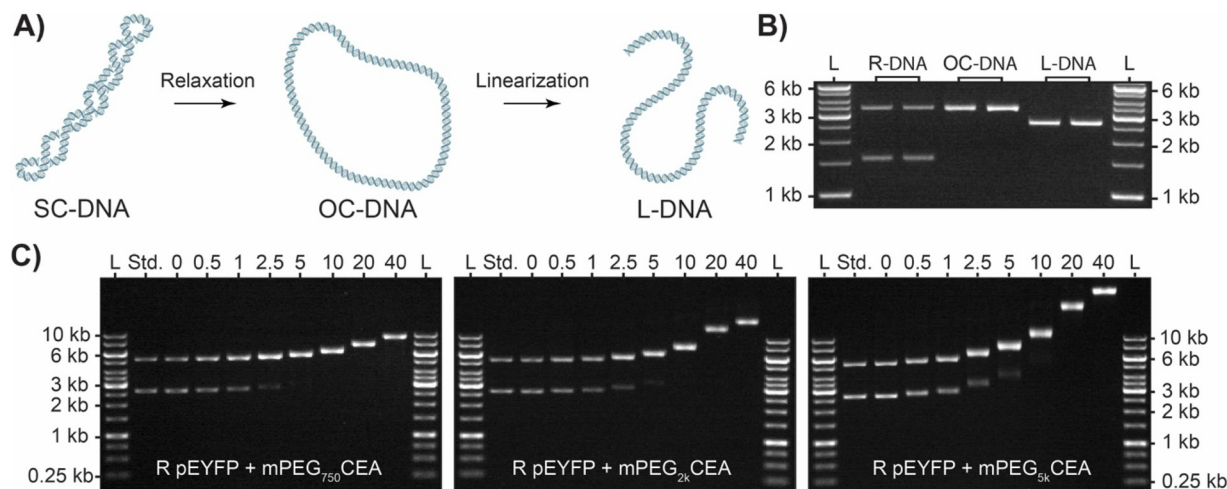 A)
Relaxation
Linearization
SC-DNA
OC-DNA
L-DNA
B)
L R-DNA OC-DNA L-DNA L
6 kb 6 kb
3 kb 3 kb
2 kb 2 kb
1 kb 1 kb
C)
L Std. 0 0.5 1 2.5 5 10 20 40 L
10 kb
6 kb
3 kb
2 kb
1 kb
0.25 kb
R pEYFP + mPEG750CEA
L Std. 0 0.5 1 2.5 5 10 20 40 L
R pEYFP + mPEG2kCEA
L Std. 0 0.5 1 2.5 5 10 20 40 L
R pEYFP + mPEG5kCEA
10 kb
6 kb
3 kb
2 kb
1 kb
0.25 kb